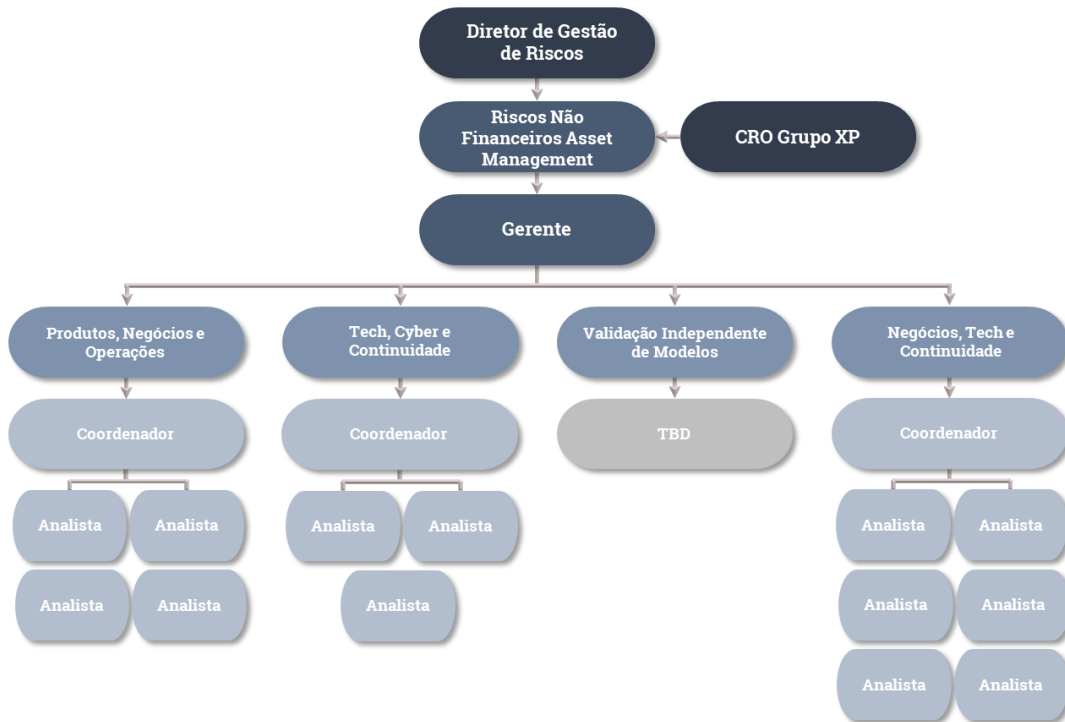 Diretor de Gestão
de Riscos
Riscos Não
Financeiros Asset
Management
CRO Grupo XP
Gerente
Produtos, Negócios e
Operações
Tech, Cyber e
Continuidade
Validação Independente
de Modelos
Negócios, Tech e
Continuidade
Coordenador
Coordenador
TBD
Coordenador
Analista
Analista
Analista
Analista
Analista
Analista
Analista
Analista
Analista
Analista
Analista
Analista
Analista